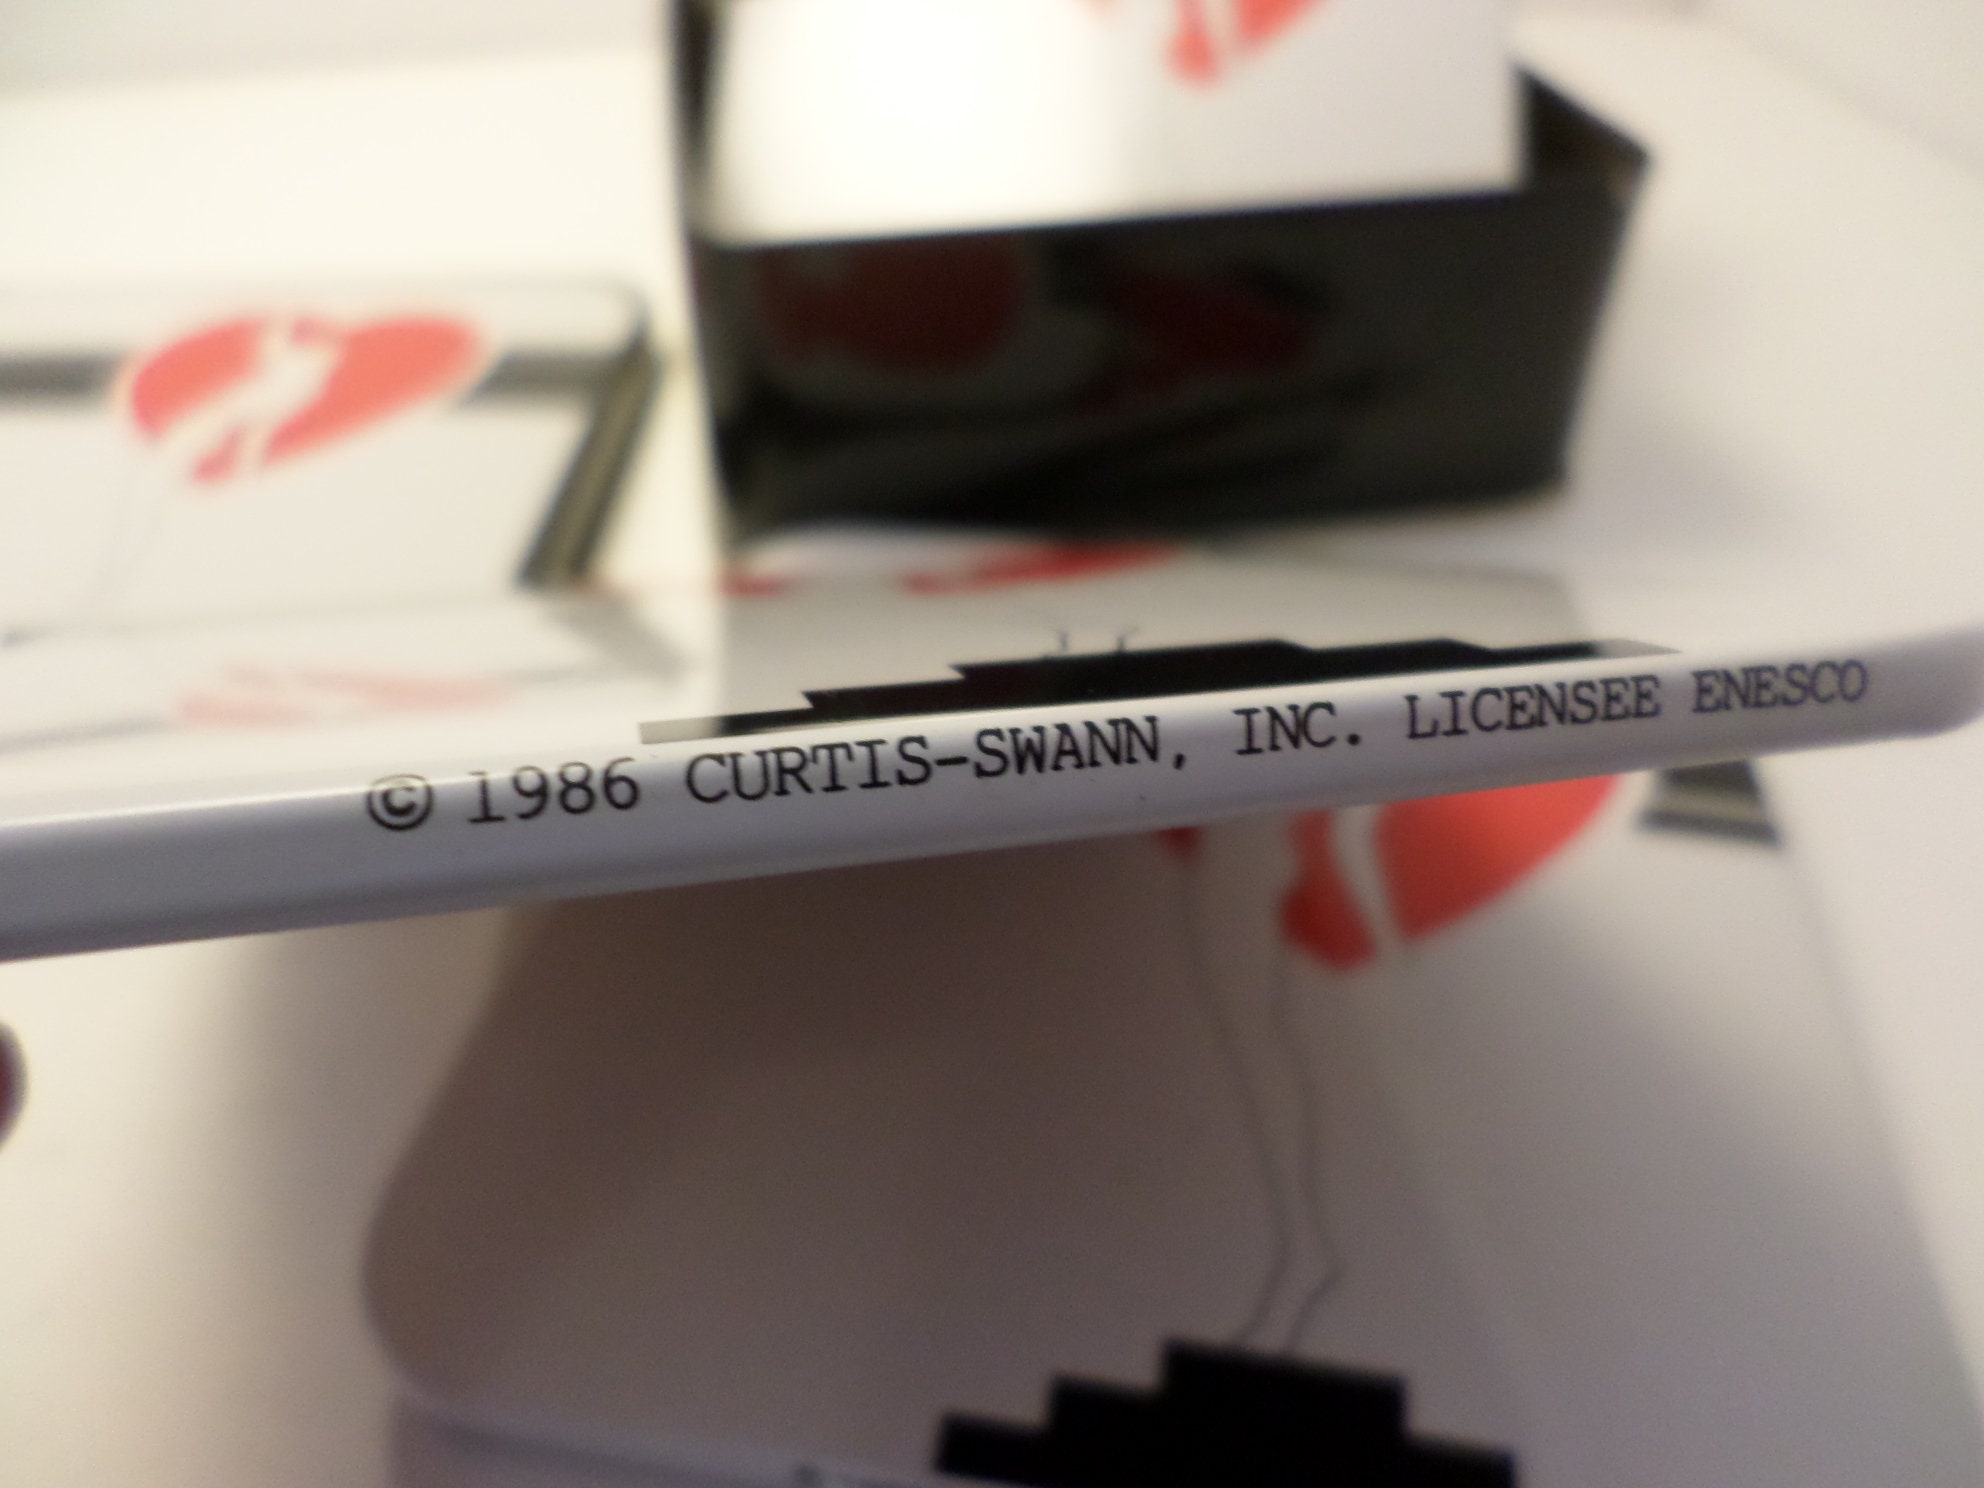 © 1986 CURTIS-SWANN, INC. LICENSEE ENESCO